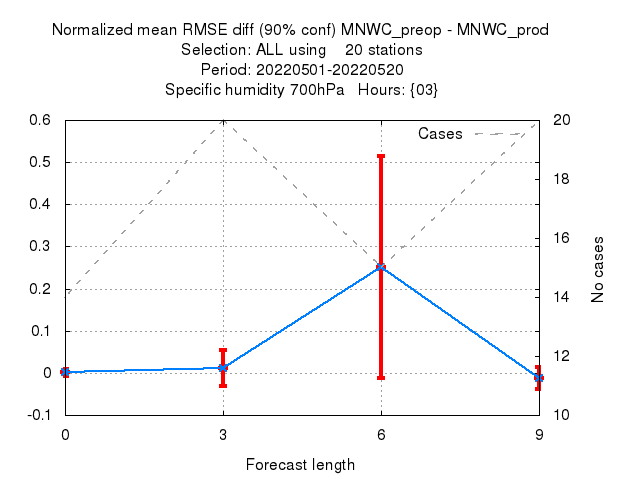 Normalized mean RMSE diff (90% conf) MNWC_preop - MNWC_prod
Selection: ALL using    20 stations
Period: 20220501-20220520
Specific humidity 700hPa   Hours: {03}
Cases
0.6
0.5
0.4
0.3
0.2
0.1
0
-0.1
20
18
16
14
12
10
No cases
0 3 6 9
Forecast length